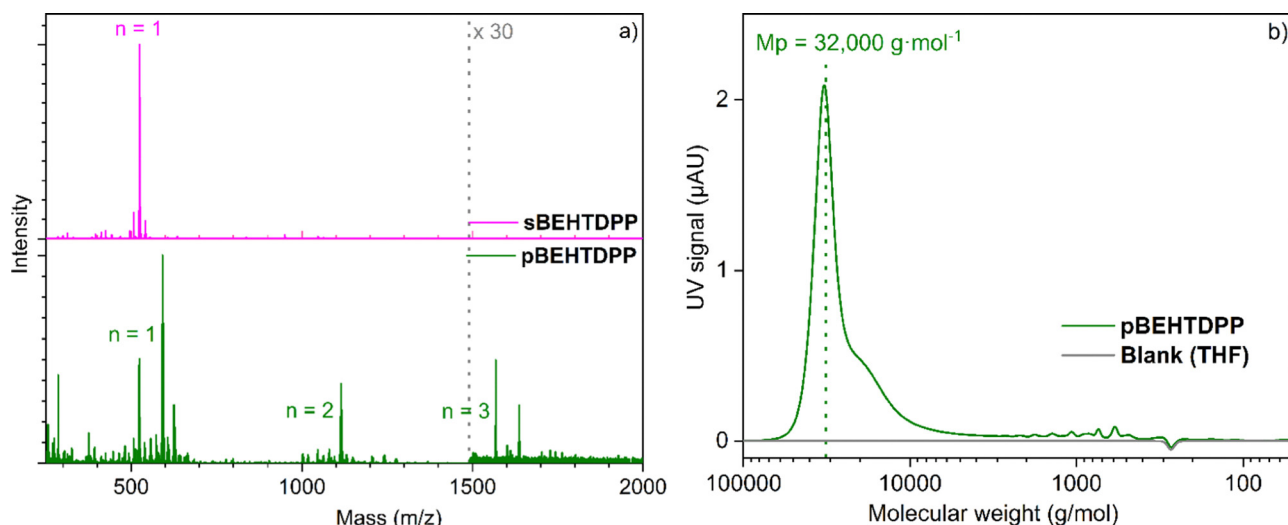 n = 1
x 30
a)
sBEHTDPP
pBEHTDPP
n = 1
n = 2
n = 3
Intensity
500
1000
1500
2000
Mass (m/z)
b)
Mp = 32,000 g·mol⁻¹
2
1
0
UV signal (µAU)
pBEHTDPP
Blank (THF)
100000
10000
1000
100
Molecular weight (g/mol)